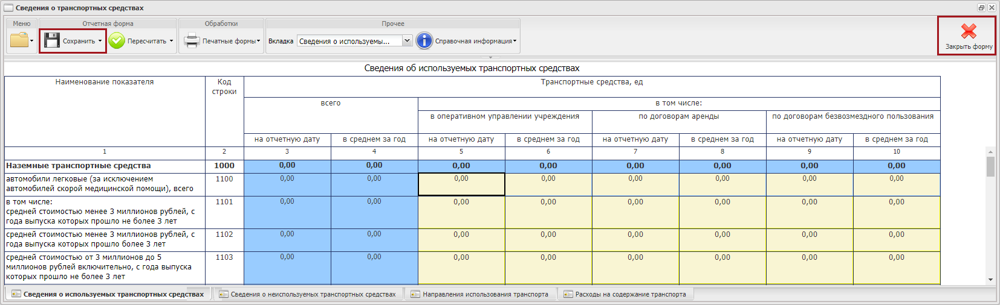 Сведения о транспортных средствах
Меню
Отчетная форма
Обработки
Прочее
Сохранить
Пересчитать
Печатные формы
Вкладка
Сведения о используемы...
Справочная информация
Закрыть форму
Сведения об используемых транспортных средствах
Наименование показателя
Код
строки
Транспортные средства, ед
всего
в том числе:
в оперативном управлении учреждения
по договорам аренды
по договорам безвозмездного пользования
на отчетную дату в среднем за год на отчетную дату в среднем за год на отчетную дату в среднем за год на отчетную дату в среднем за год
1 2 3 4 5 6 7 8 9 10
Наземные транспортные средства 1000 0,00 0,00 0,00 0,00 0,00 0,00 0,00 0,00
автомобили легковые (за исключением
автомобилей скорой медицинской помощи), всего
1100 0,00 0,00 0,00 0,00 0,00 0,00 0,00 0,00
в том числе:
средней стоимостью менее 3 миллионов рублей, с
года выпуска которых прошло не более 3 лет
1101 0,00 0,00 0,00 0,00 0,00 0,00 0,00 0,00
средней стоимостью менее 3 миллионов рублей, с
года выпуска которых прошло более 3 лет
1102 0,00 0,00 0,00 0,00 0,00 0,00 0,00 0,00
средней стоимостью от 3 миллионов до 5
миллионов рублей включительно, с года выпуска
которых прошло не более 3 лет
1103 0,00 0,00 0,00 0,00 0,00 0,00 0,00 0,00
Сведения о используемых транспортных средствах
Сведения о неиспользуемых транспортных средствах
Направления использования транспорта
Расходы на содержание транспорта